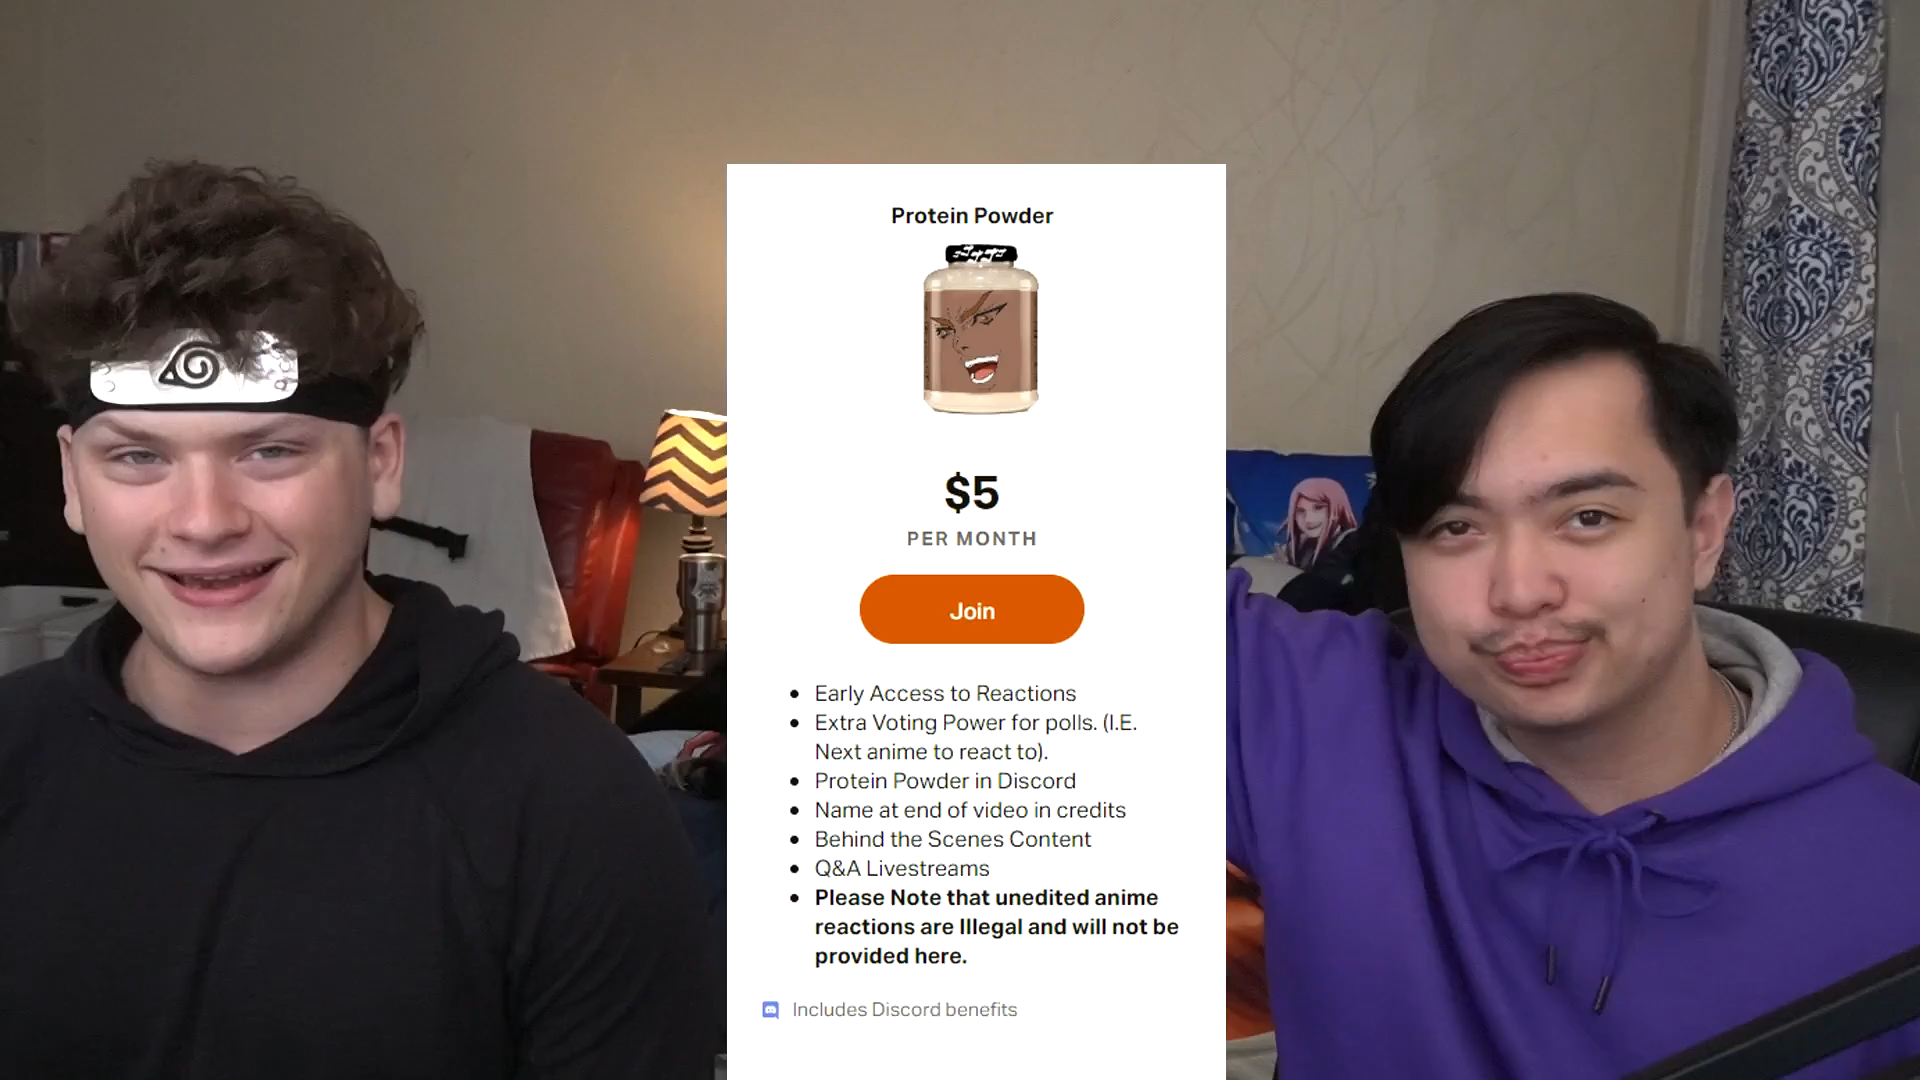 Protein Powder
$5
PER MONTH
Join
Early Access to Reactions
Extra Voting Power for polls. (I.E.
Next anime to react to).
Protein Powder in Discord
Name at end of video in credits
Behind the Scenes Content
Q&A Livestreams
Please Note that unedited anime
reactions are Illegal and will not be
provided here.
Includes Discord benefits